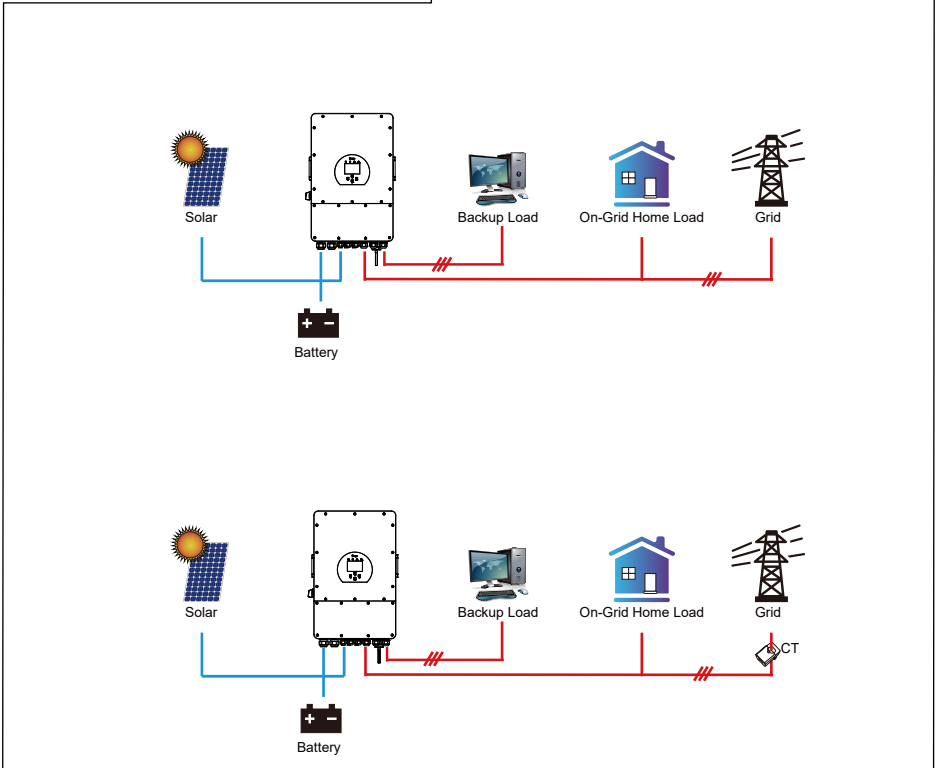 Solar
Backup Load
On-Grid Home Load
Grid
Battery
Solar
Backup Load
On-Grid Home Load
Grid
CT
Battery